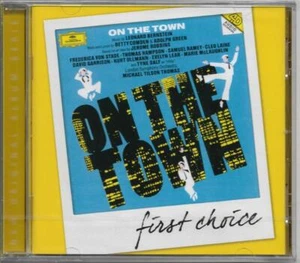 ON THE TOWN
Music by LEONARD BERNSTEIN
BETTY COMDEN & ADOLPH GREEN
JEROME ROBBINS
FREDERICA VON STADE · THOMAS HAMPSON · SAMUEL RAMEY · CLEO LAINE
DAVID GARRISON · KURT OLLMANN · EVELYN LEAR · MARIE McLAUGHLIN
TYNE DALY
MICHAEL TILSON THOMAS
ON THE
TOWN
first choice